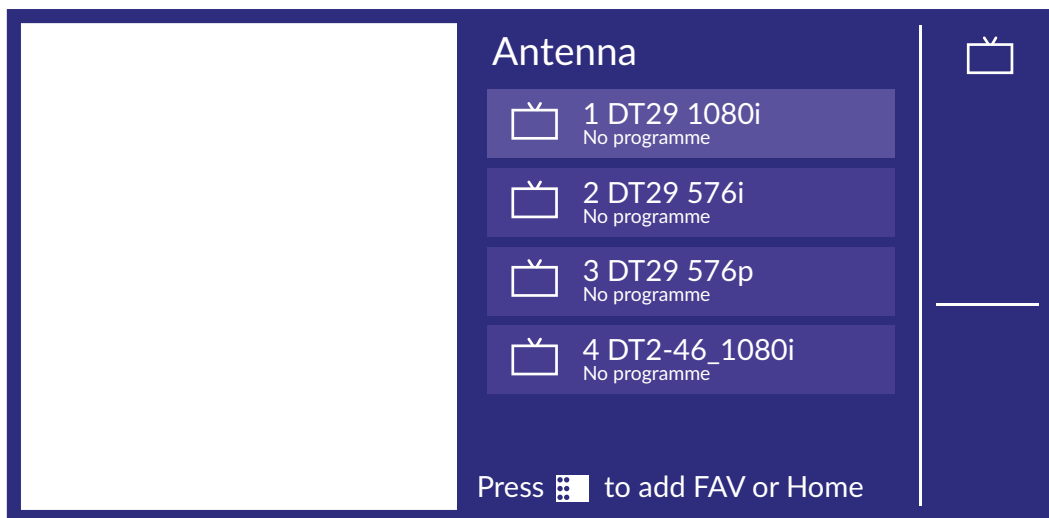 Antenna
1 DT29 1080i
No programme
2 DT29 576i
No programme
3 DT29 576p
No programme
4 DT2-46_1080i
No programme
Press to add FAV or Home